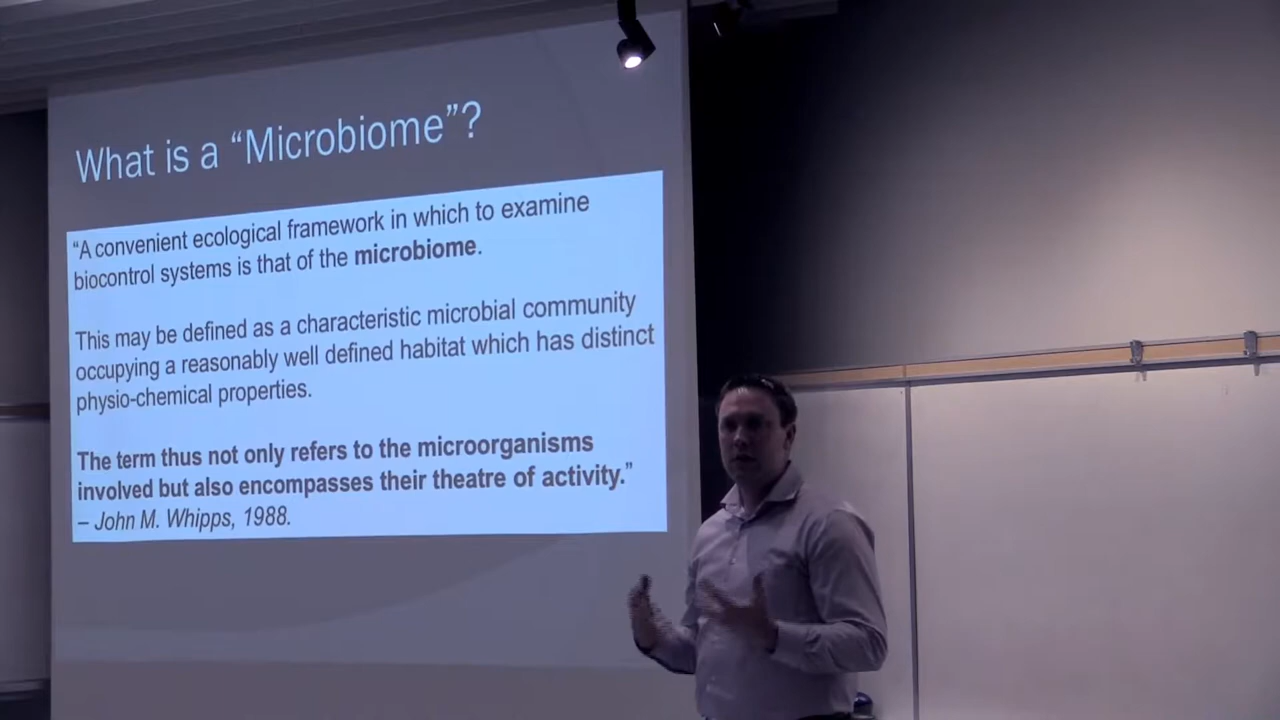 What is a “Microbiome”?
“A convenient ecological framework in which to examine
biocontrol systems is that of the microbiome.
This may be defined as a characteristic microbial community
occupying a reasonably well defined habitat which has distinct
physio-chemical properties.
The term thus not only refers to the microorganisms
involved but also encompasses their theatre of activity.”
– John M. Whipps, 1988.